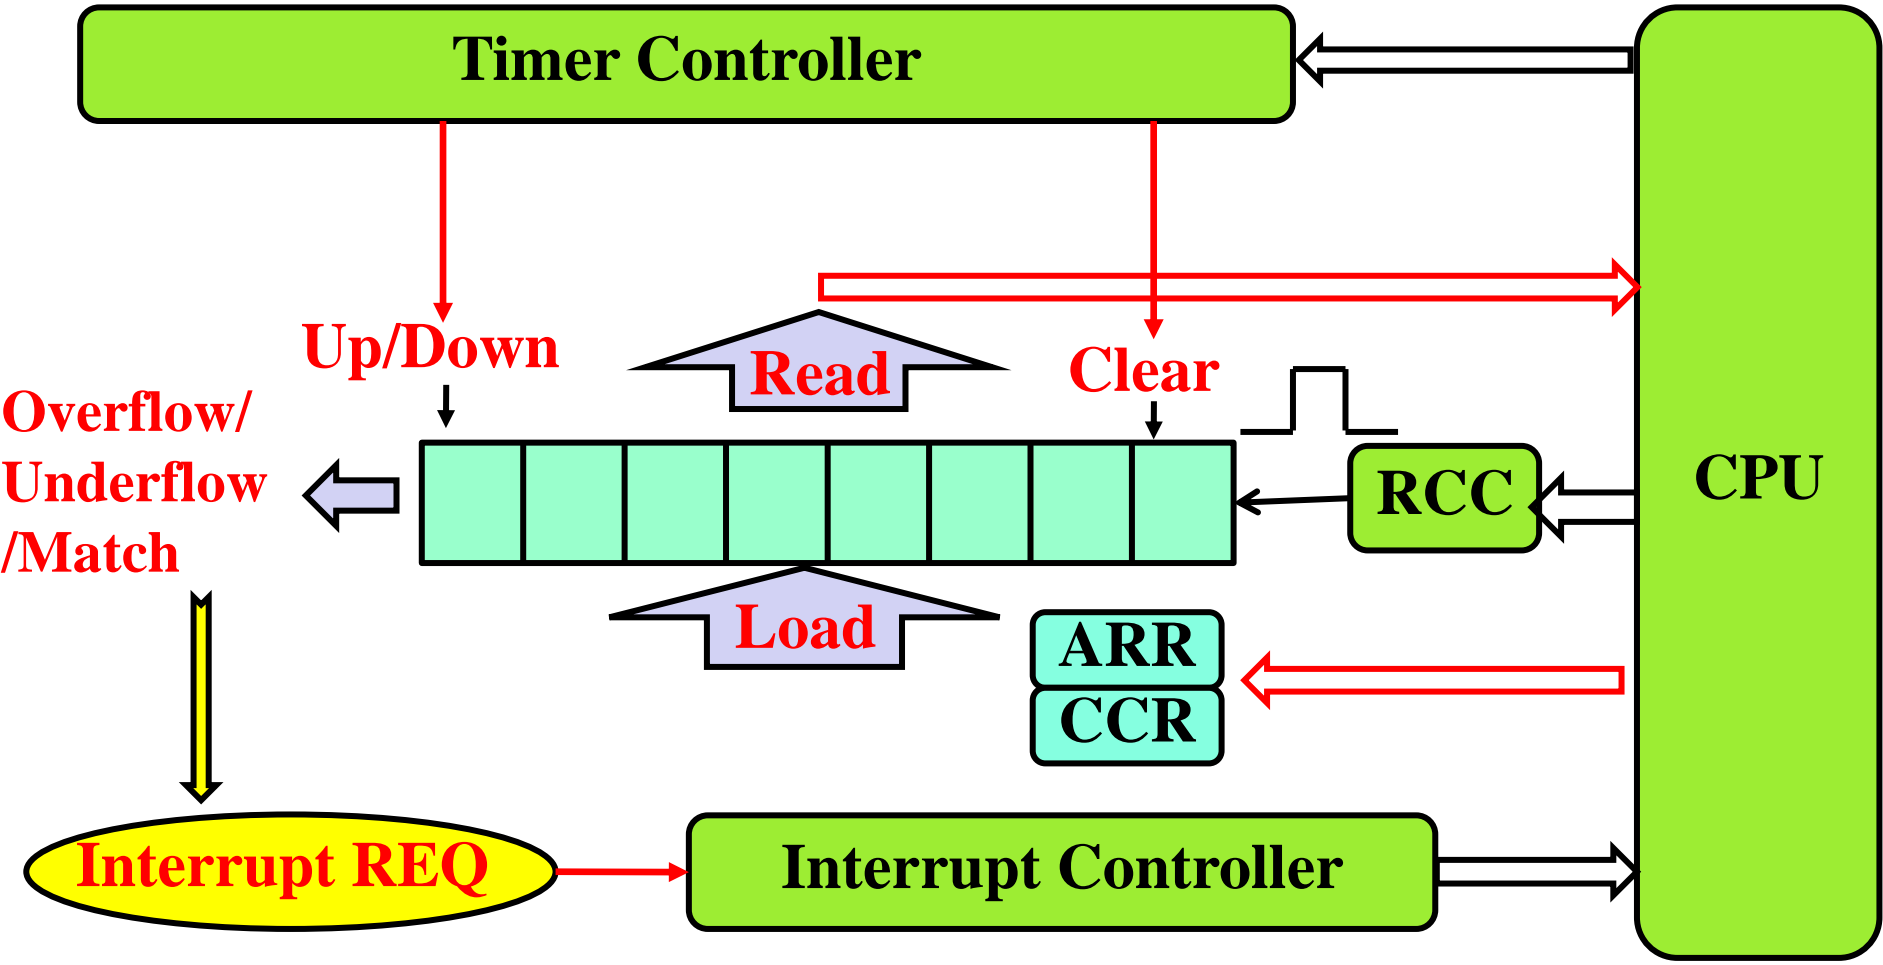 Timer Controller
Up/Down
Read
Clear
Overflow/
Underflow
/Match
RCC
CPU
Load
ARR
CCR
Interrupt REQ
Interrupt Controller